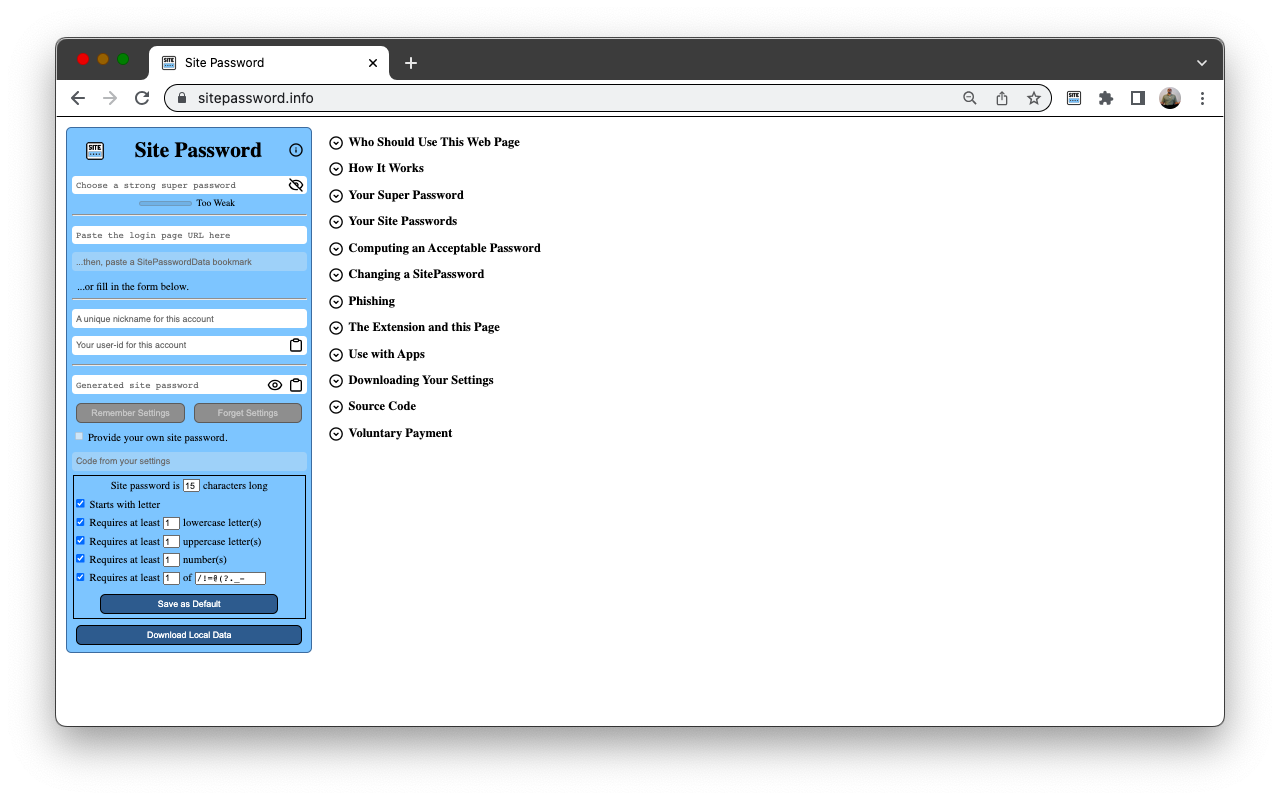 Site Password
sitepassword.info
SITE
SITE
Site Password
Choose a strong super password
Too Weak
Paste the login page URL here
...then, paste a SitePasswordData bookmark
...or fill in the form below.
A unique nickname for this account
Your user-id for this account
Generated site password
Remember Settings Forget Settings
Provide your own site password.
Code from your settings
Site password is 15 characters long
Starts with letter
Requires at least 1 lowercase letter(s)
Requires at least 1 uppercase letter(s)
Requires at least 1 number(s)
Requires at least 1 of /!=@(?._-
Save as Default
Download Local Data
Who Should Use This Web Page
How It Works
Your Super Password
Your Site Passwords
Computing an Acceptable Password
Changing a SitePassword
Phishing
The Extension and this Page
Use with Apps
Downloading Your Settings
Source Code
Voluntary Payment